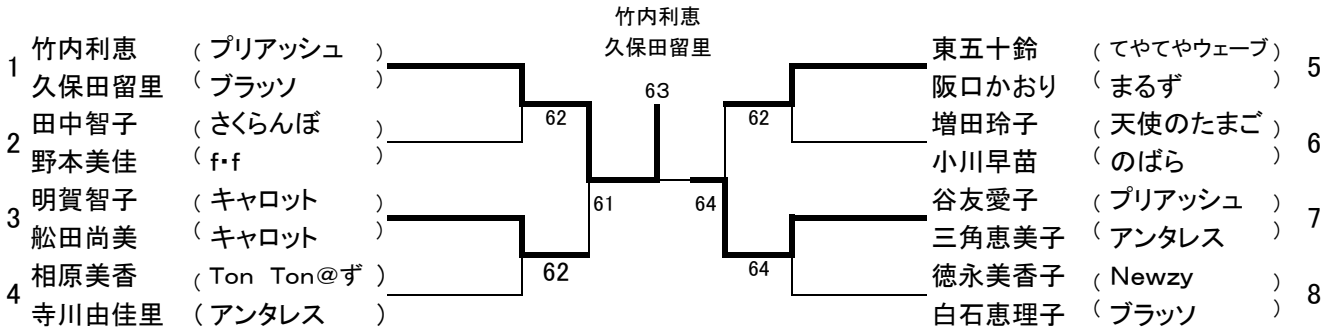 竹内利恵
久保田留里
1 竹内利恵 (プリアッシュ)
久保田留里 (ブラッソ)
2 田中智子 (さくらんぼ)
野本美佳 (f・f)
3 明賀智子 (キャロット)
舩田尚美 (キャロット)
4 相原美香 (Ton Ton@ず)
寺川由佳里 (アンタレス)
62
62
61
63
64
62
64
東五十鈴 (てやてやウェーブ) 5
阪口かおり (まるず)
増田玲子 (天使のたまご) 6
小川早苗 (のばら)
谷友愛子 (プリアッシュ) 7
三角恵美子 (アンタレス)
徳永美香子 (Newzy) 8
白石恵理子 (ブラッソ)